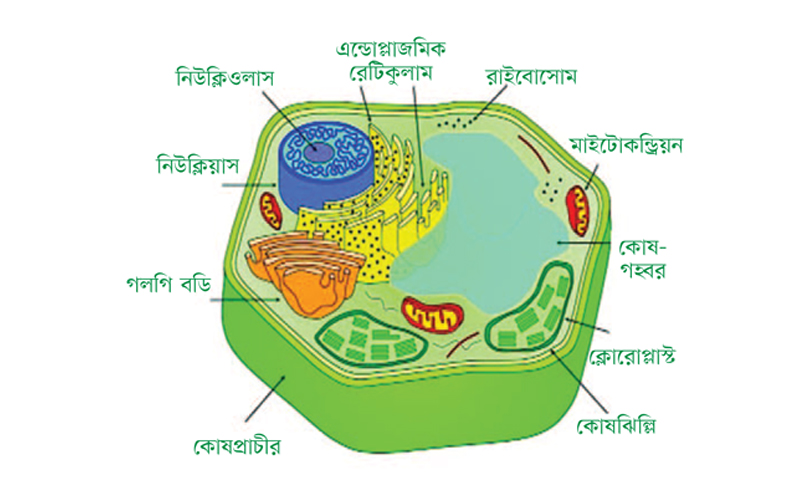 এন্ডোপ্লাজমিক
রেটিকুলাম
নিউক্লিওলাস
রাইবোসোম
মাইটোকন্ড্রিয়ন
নিউক্লিয়াস
কোষ-
গহ্বর
গলগি বডি
ক্লোরোপ্লাস্ট
কোষঝিল্লি
কোষপ্রাচীর